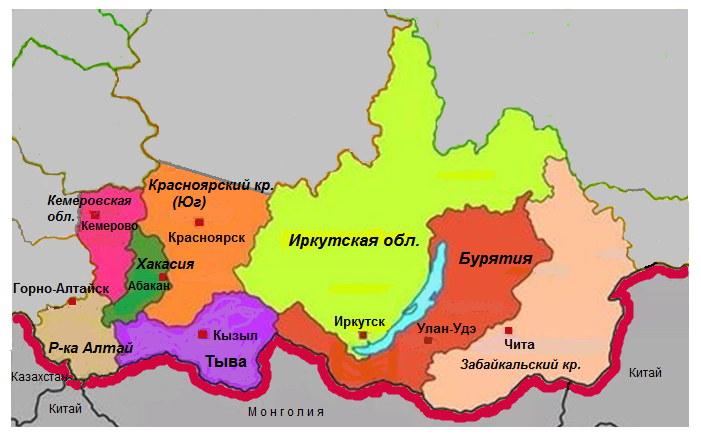 Красноярский кр.
(Юг)
Кемеровская
обл.
Кемерово
Красноярск
Иркутская обл.
Бурятия
Хакасия
Абакан
Горно-Алтайск
Иркутск
Улан-Удэ
Кызыл
Чита
Р-ка Алтай
Тыва
Забайкальский кр.
Казахстан
Китай
Китай
Монголия